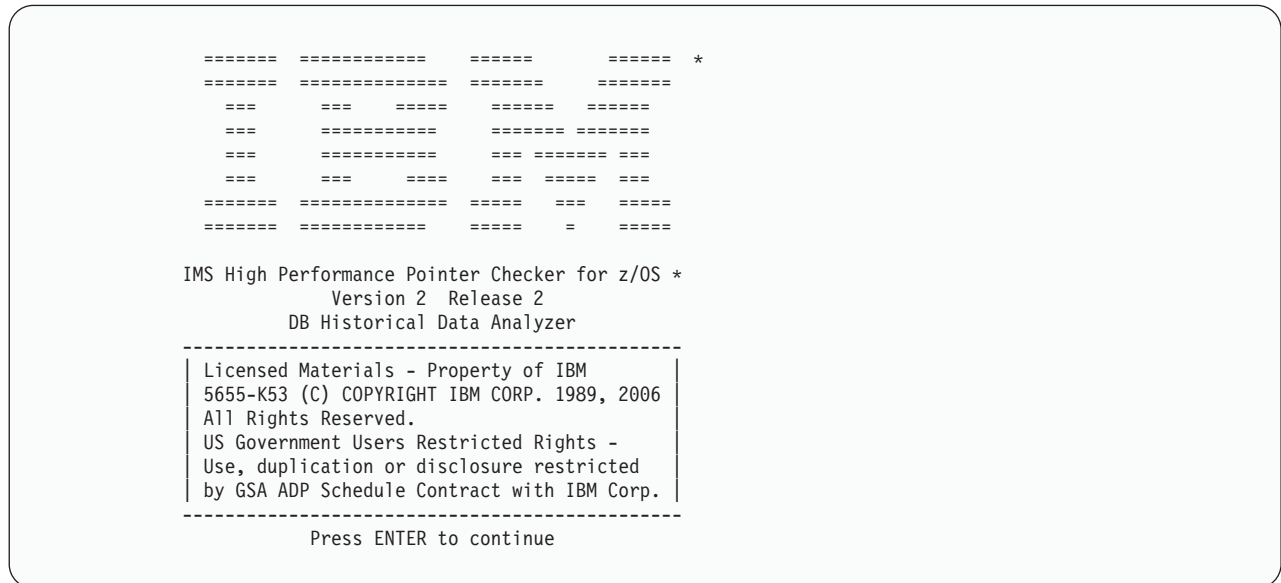 =======  ============    ======          ======  *
=======  ==============  =======        =======
  ===      ===    =====    ======    ======
  ===      ===========     ======= =======
  ===      ===========     === ======= ===
  ===      ===     ====    ===  =====  ===
=======  ==============  =====   ===   =====
=======  ============    =====    =    =====
IMS High Performance Pointer Checker for z/OS *
Version 2  Release 2
DB Historical Data Analyzer
-----------------------------------------------
| Licensed Materials - Property of IBM |
| 5655-K53 (C) COPYRIGHT IBM CORP. 1989, 2006 |
| All Rights Reserved. |
| US Government Users Restricted Rights - |
| Use, duplication or disclosure restricted |
| by GSA ADP Schedule Contract with IBM Corp. |
-----------------------------------------------
Press ENTER to continue